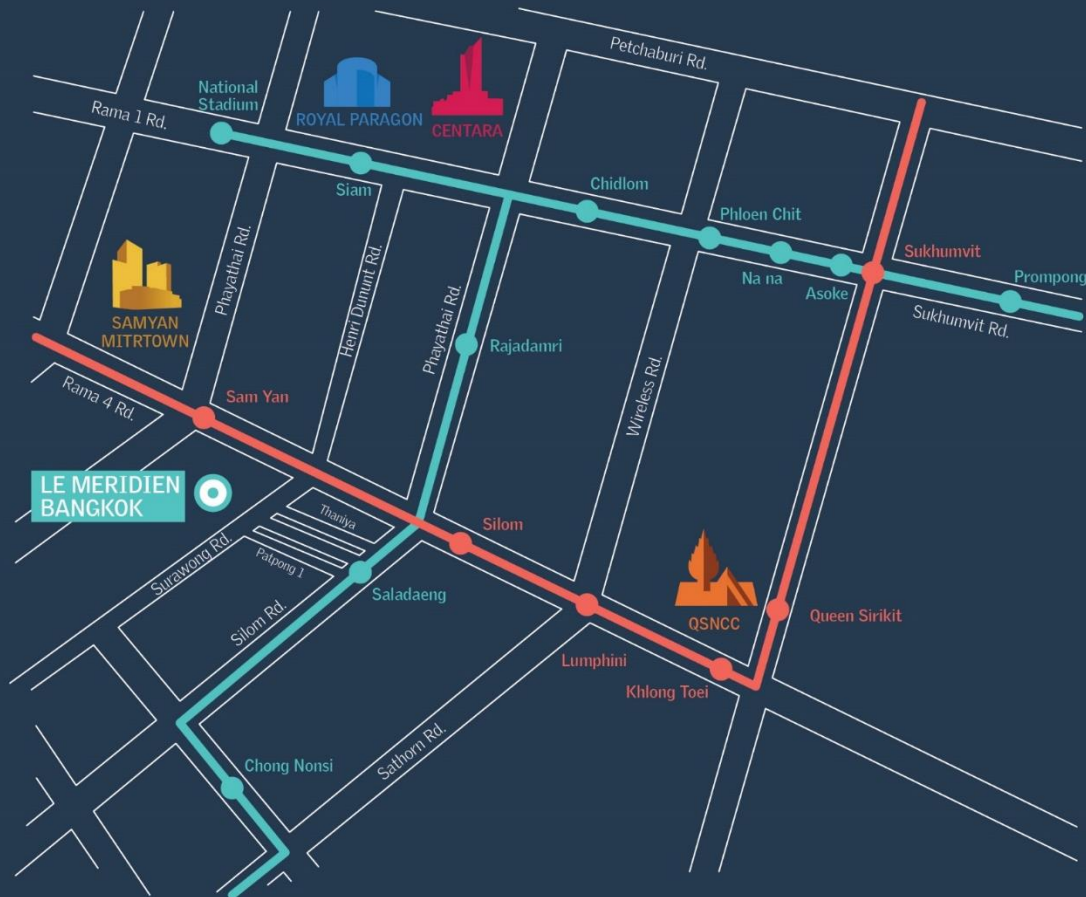 Petchaburi Rd.
National
Stadium
Rama 1 Rd.
ROYAL PARAGON
CENTARA
Siam
Chidlom
Phloen Chit
Na na
Asoke
Sukhumvit
Prompong
Sukhumvit Rd.
Phayathai Rd.
Henri Dununt Rd.
Phayathai Rd.
Rajadamri
Wireless Rd.
SAMYAN
MITRTOWN
Rama 4 Rd.
Sam Yan
LE MERIDIEN
BANGKOK
Thaniya
Patpong 1
Surawong Rd.
Silom Rd.
Silom
Saladaeng
QSNCC
Queen Sirikit
Lumphini
Khlong Toei
Sathorn Rd.
Chong Nonsi